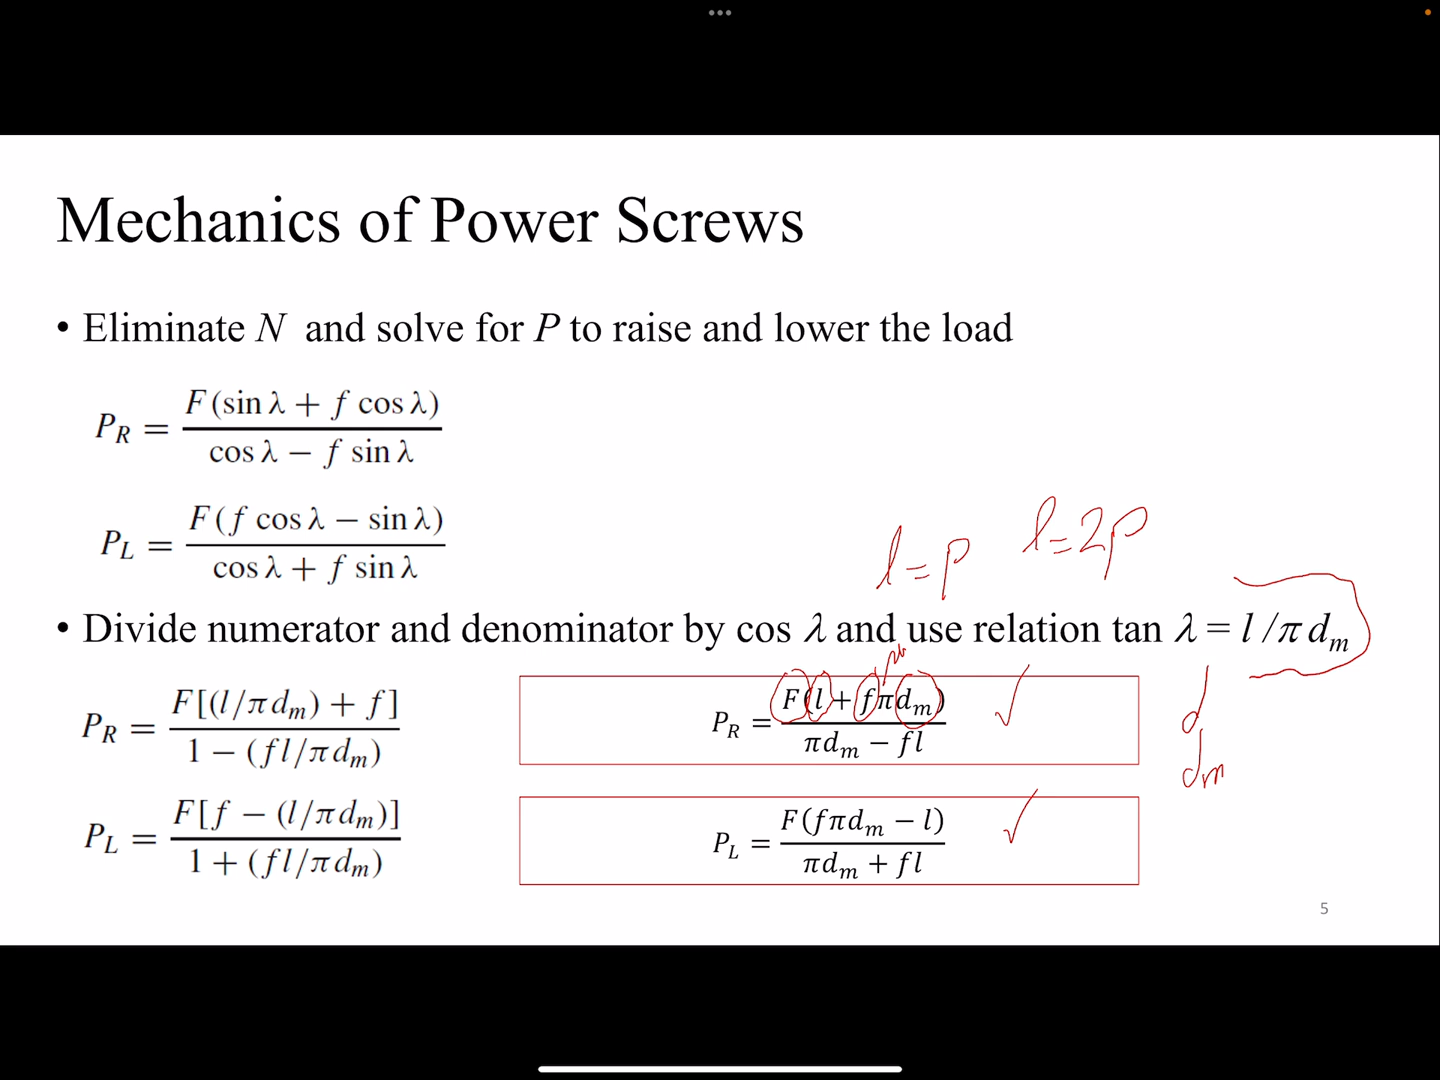 Mechanics of Power Screws
• Eliminate N and solve for P to raise and lower the load
P_R = F(sin λ + f cos λ) / (cos λ − f sin λ)
P_L = F(f cos λ − sin λ) / (cos λ + f sin λ)
l = p    l = 2p
• Divide numerator and denominator by cos λ and use relation tan λ = l /π d_m
P_R = F[(l/π d_m) + f] / (1 − (f l/π d_m))
P_R = F(l + fπd_m) / (πd_m − fl) ✓
d
d_m
P_L = F[f − (l/π d_m)] / (1 + (f l/π d_m))
P_L = F(fπd_m − l) / (πd_m + fl) ✓
5